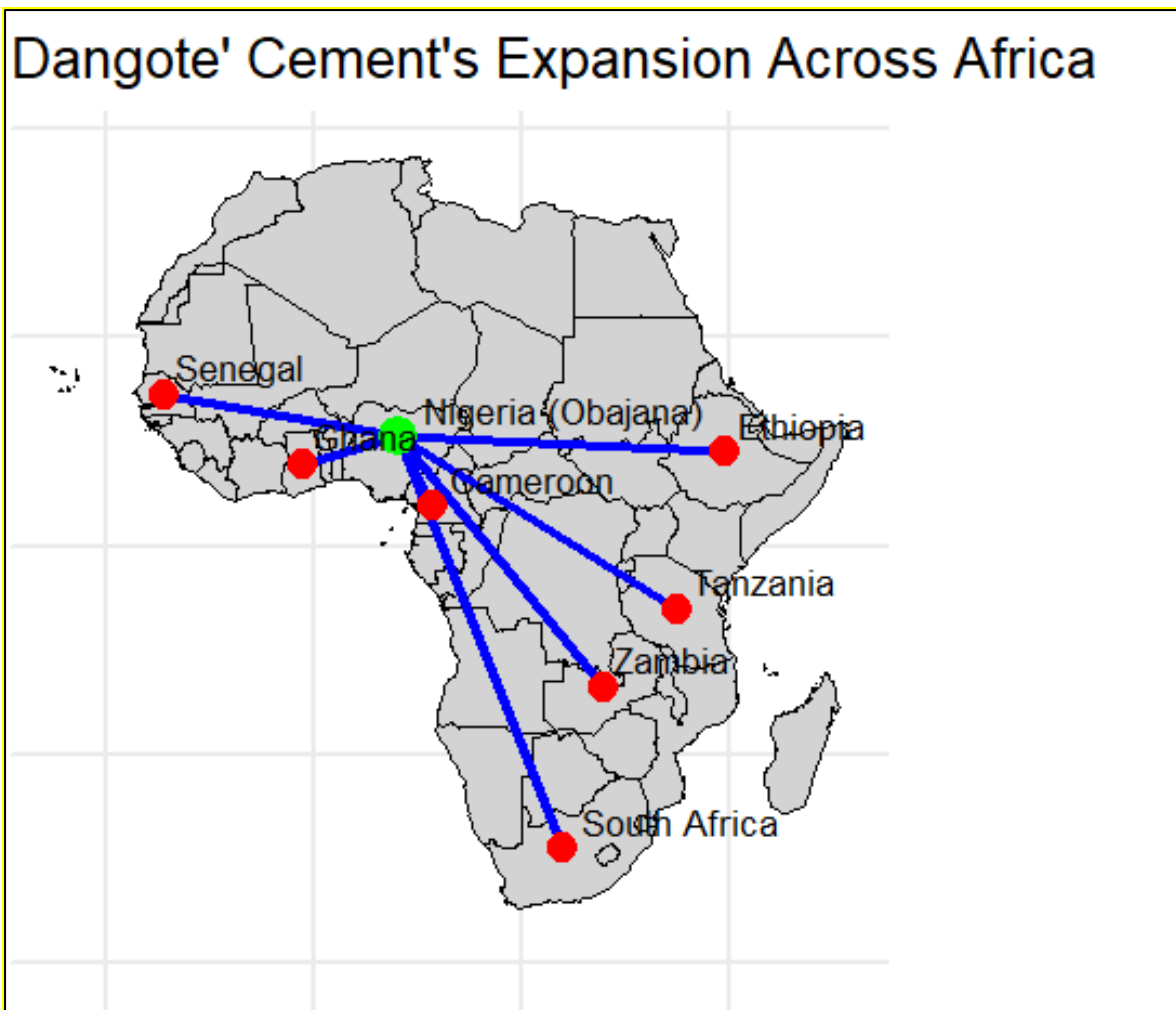 Dangote' Cement's Expansion Across Africa
Senegal
Nigeria (Obajana)
Ethiopia
Ghana
Cameroon
Tanzania
Zambia
South Africa